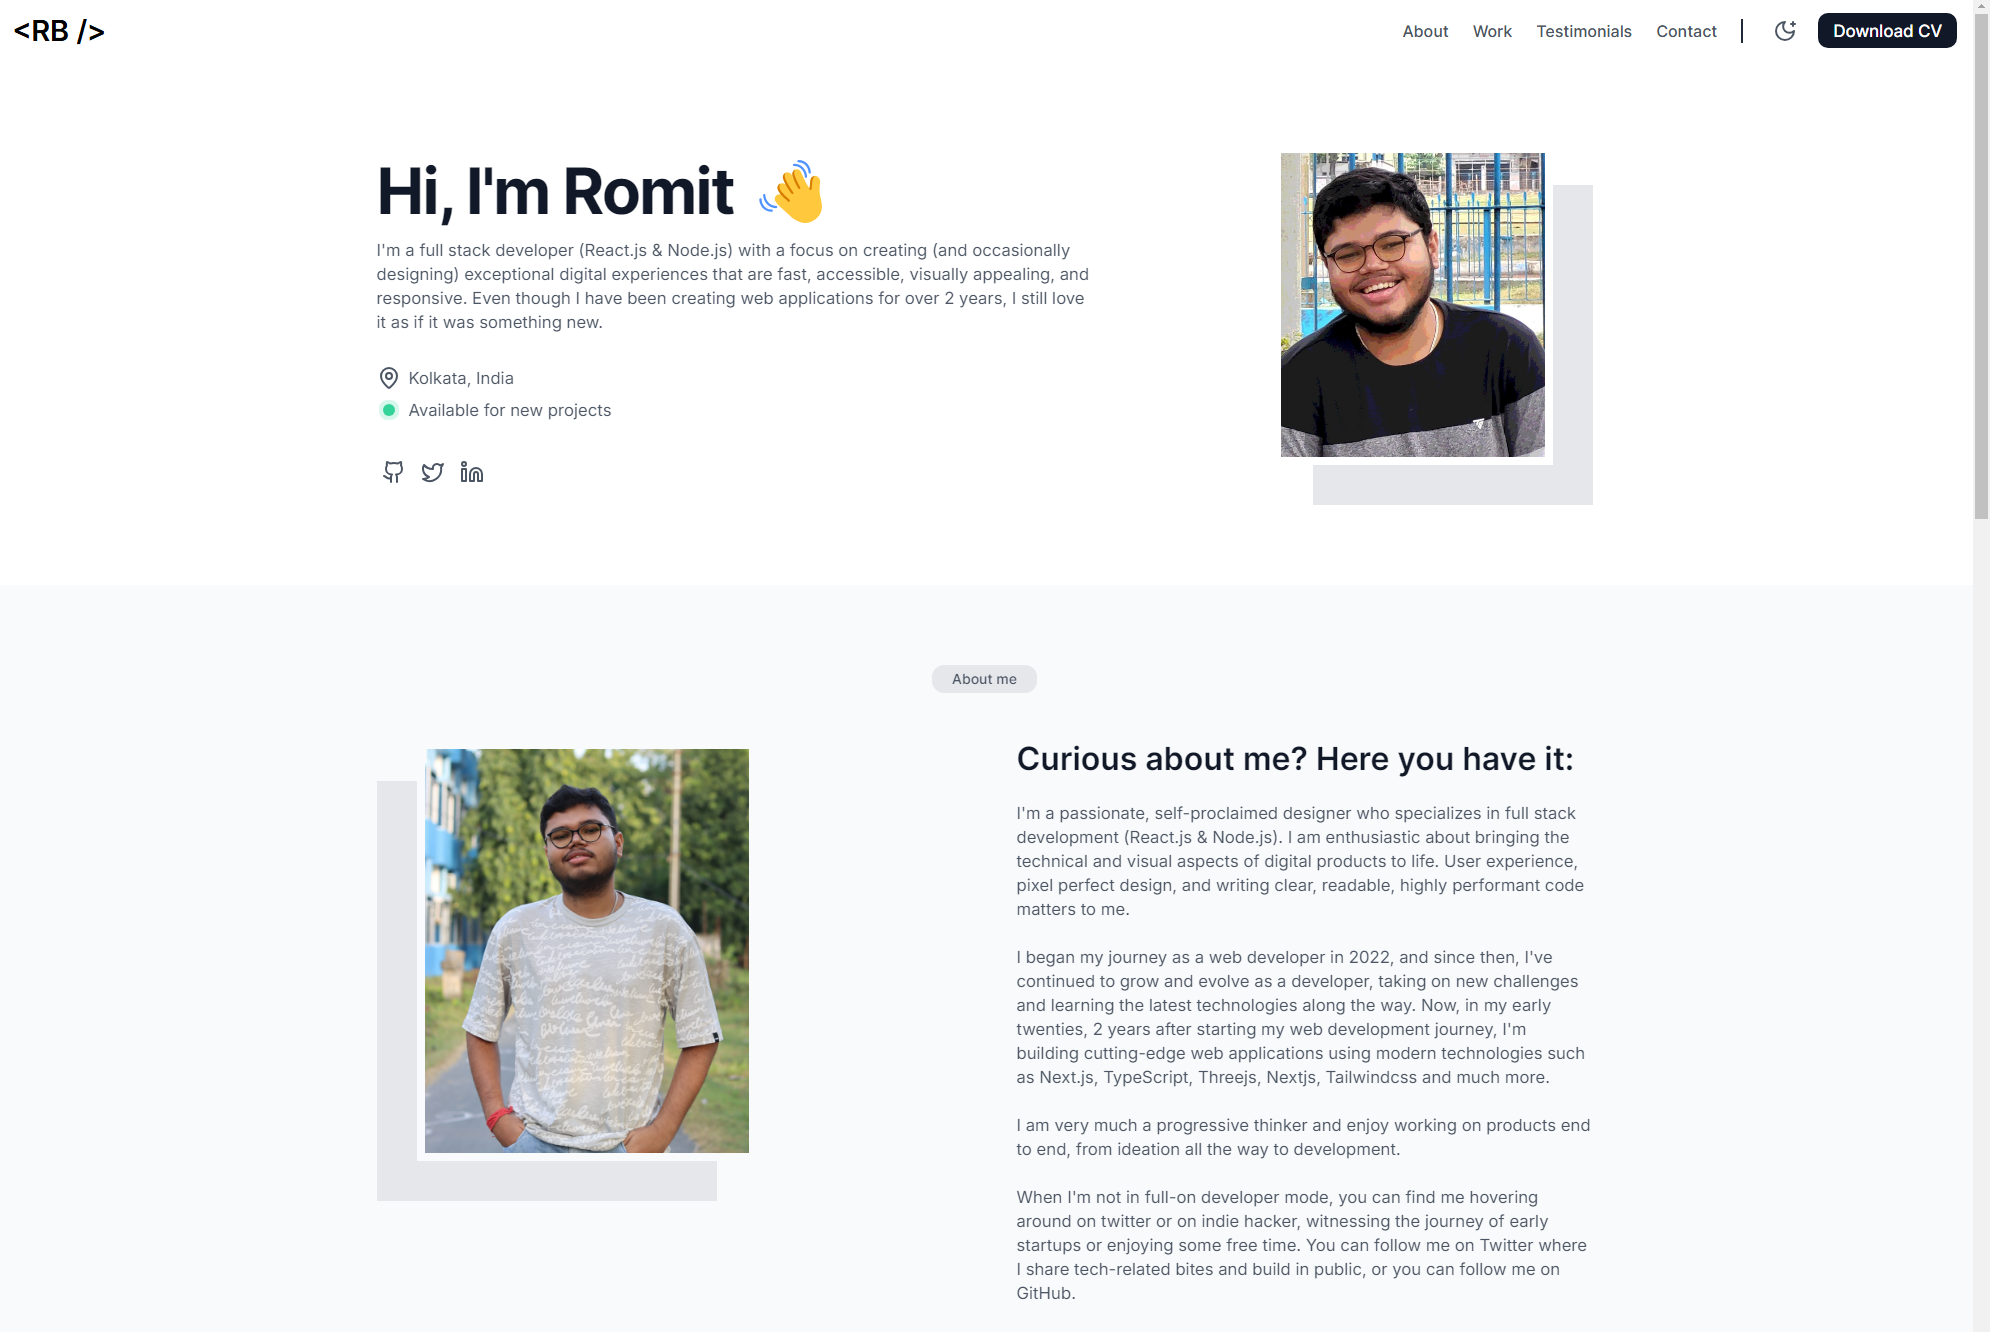 <RB />
About Work Testimonials Contact Download CV
Hi, I'm Romit
I'm a full stack developer (React.js & Node.js) with a focus on creating (and occasionally
designing) exceptional digital experiences that are fast, accessible, visually appealing, and
responsive. Even though I have been creating web applications for over 2 years, I still love
it as if it was something new.
Kolkata, India
Available for new projects
About me
Curious about me? Here you have it:
I'm a passionate, self-proclaimed designer who specializes in full stack
development (React.js & Node.js). I am enthusiastic about bringing the
technical and visual aspects of digital products to life. User experience,
pixel perfect design, and writing clear, readable, highly performant code
matters to me.
I began my journey as a web developer in 2022, and since then, I've
continued to grow and evolve as a developer, taking on new challenges
and learning the latest technologies along the way. Now, in my early
twenties, 2 years after starting my web development journey, I'm
building cutting-edge web applications using modern technologies such
as Next.js, TypeScript, Threejs, Nextjs, Tailwindcss and much more.
I am very much a progressive thinker and enjoy working on products end
to end, from ideation all the way to development.
When I'm not in full-on developer mode, you can find me hovering
around on twitter or on indie hacker, witnessing the journey of early
startups or enjoying some free time. You can follow me on Twitter where
I share tech-related bites and build in public, or you can follow me on
GitHub.